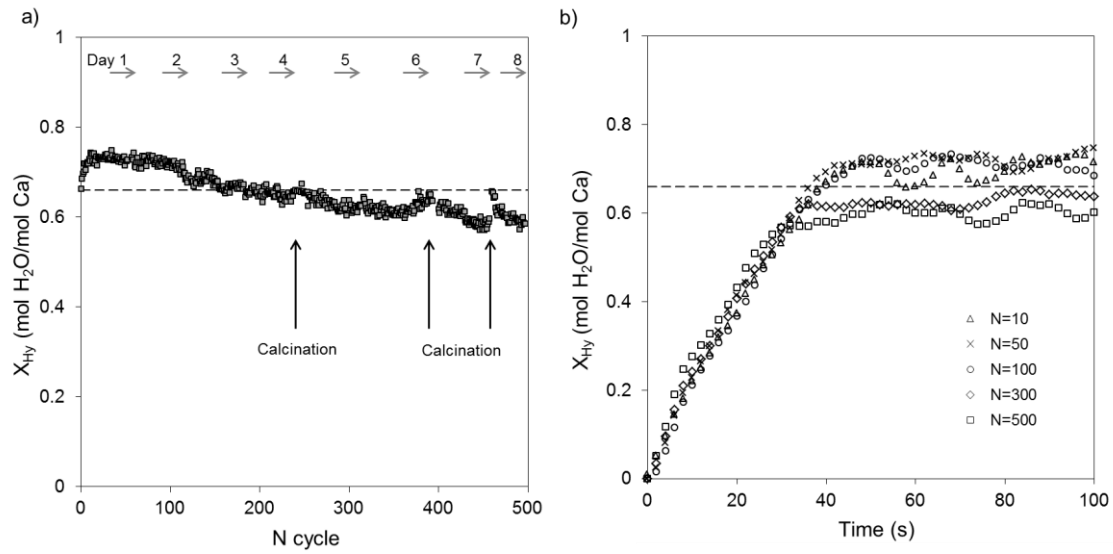 a)
Day 1 2 3 4 5 6 7 8
1
0.8
0.6
0.4
0.2
0
X_Hy (mol H₂O/mol Ca)
Calcination
Calcination
0 100 200 300 400 500
N cycle
b)
1
0.8
0.6
0.4
0.2
0
X_Hy (mol H₂O/mol Ca)
N=10
N=50
N=100
N=300
N=500
0 20 40 60 80 100
Time (s)